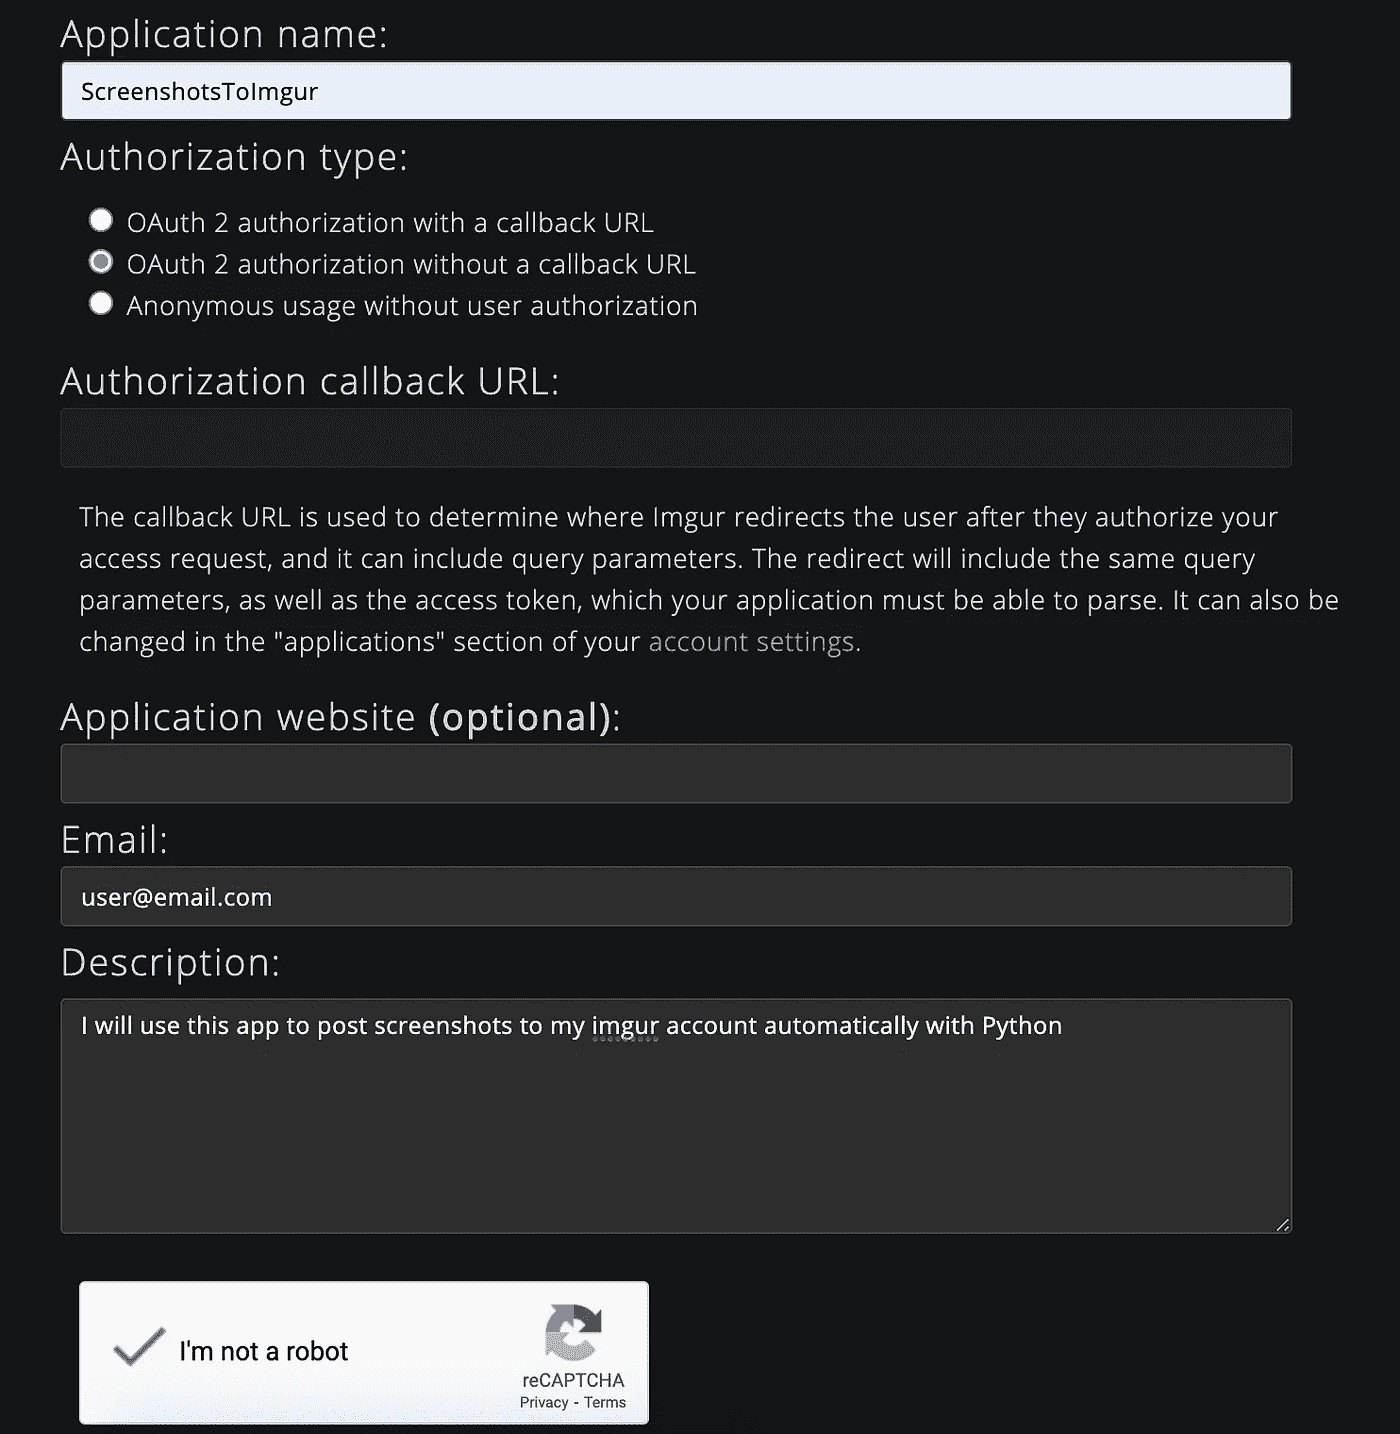 Application name:
ScreenshotsToImgur
Authorization type:
OAuth 2 authorization with a callback URL
OAuth 2 authorization without a callback URL
Anonymous usage without user authorization
Authorization callback URL:
The callback URL is used to determine where Imgur redirects the user after they authorize your
access request, and it can include query parameters. The redirect will include the same query
parameters, as well as the access token, which your application must be able to parse. It can also be
changed in the "applications" section of your account settings.
Application website (optional):
Email:
user@email.com
Description:
I will use this app to post screenshots to my imgur account automatically with Python
I'm not a robot
reCAPTCHA
Privacy - Terms